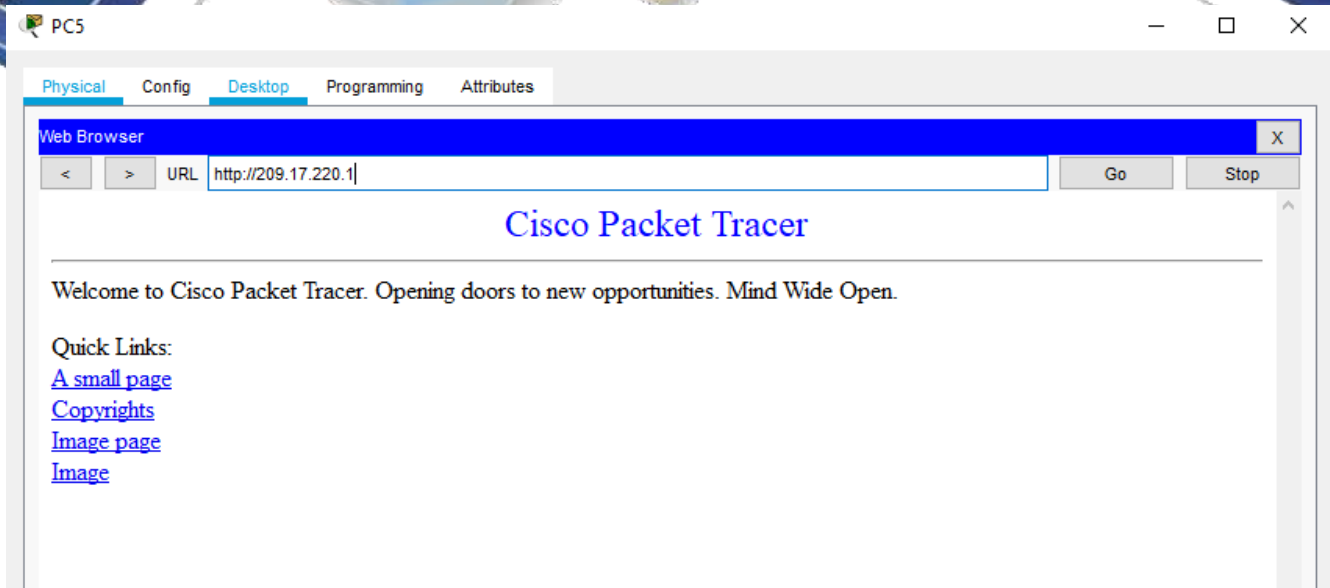 PC5
Physical Config Desktop Programming Attributes
Web Browser X
< > URL http://209.17.220.1 Go Stop
Cisco Packet Tracer
Welcome to Cisco Packet Tracer. Opening doors to new opportunities. Mind Wide Open.
Quick Links:
A small page
Copyrights
Image page
Image